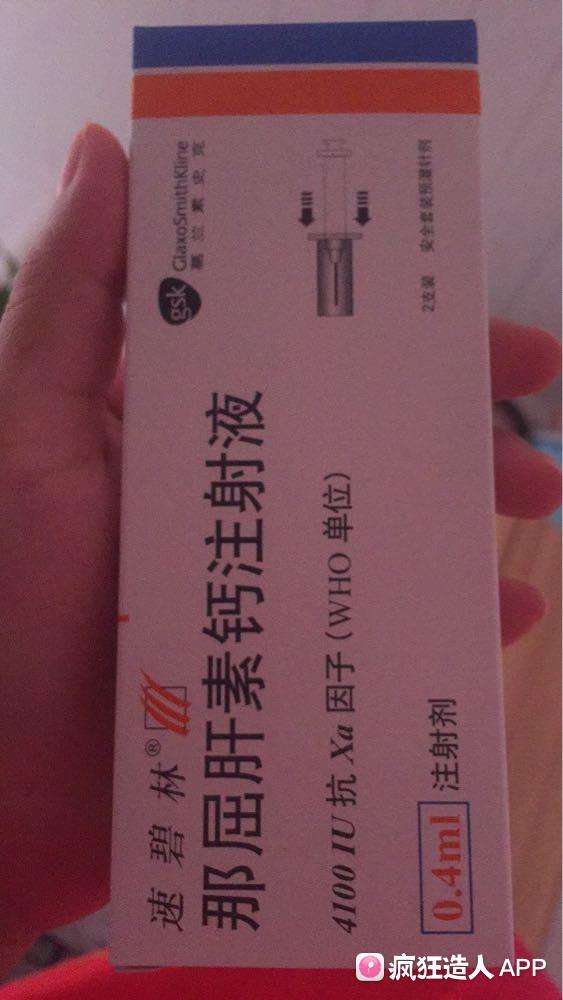 速碧林®
那屈肝素钙注射液
4100 IU 抗 Xa 因子 (WHO 单位)
0.4ml 注射剂
gsk GlaxoSmithKline
葛兰素史克
2支装 安全套装预灌针剂
疯狂造人 APP